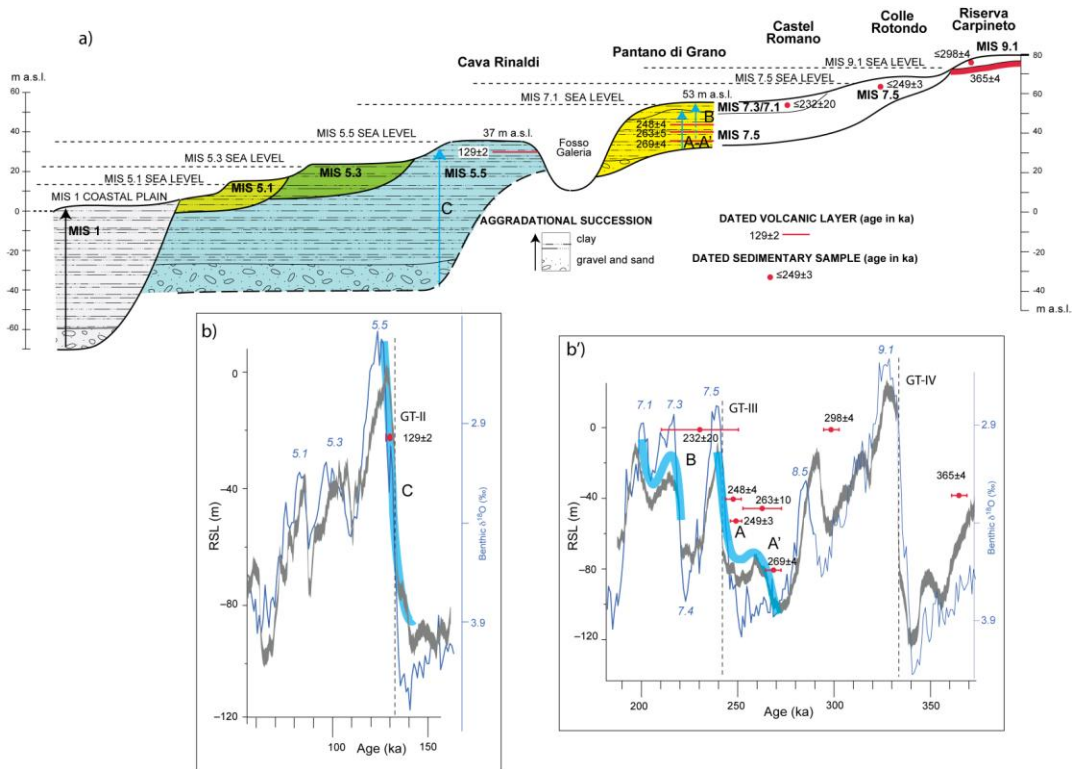 a)
Cava Rinaldi
Pantano di Grano
Castel
Romano
Colle
Rotondo
Riserva
Carpineto
≤298±4
MIS 9.1
MIS 9.1 SEA LEVEL
365±4
MIS 7.5 SEA LEVEL
≤249±3
MIS 7.5
MIS 7.1 SEA LEVEL
53 m a.s.l.
MIS 7.3/7.1
≤232±20
B
248±4
263±5
269±4
A-A'
MIS 7.5
m a.s.l.
60
40
20
0
-20
-40
-60
80
60
40
20
0
-20
-40
m a.s.l.
MIS 5.5 SEA LEVEL
37 m a.s.l.
129±2
Fosso
Galeria
MIS 5.3 SEA LEVEL
MIS 5.1 SEA LEVEL
MIS 5.1
MIS 5.3
MIS 5.5
MIS 1 COASTAL PLAIN
MIS 1
C
AGGRADATIONAL SUCCESSION
clay
gravel and sand
DATED VOLCANIC LAYER (age in ka)
129±2
DATED SEDIMENTARY SAMPLE (age in ka)
≤249±3
b)
5.5
GT-II
129±2
5.3
5.1
C
RSL (m)
0
-40
-80
-120
100
150
Age (ka)
2.9
3.9
Benthic δ18O (‰)
b')
9.1
GT-IV
7.1
7.3
7.5
GT-III
232±20
298±4
B
8.5
365±4
248±4
263±10
249±3
A
A'
269±4
7.4
RSL (m)
0
-40
-80
-120
200
250
300
350
Age (ka)
2.9
3.9
Benthic δ18O (‰)